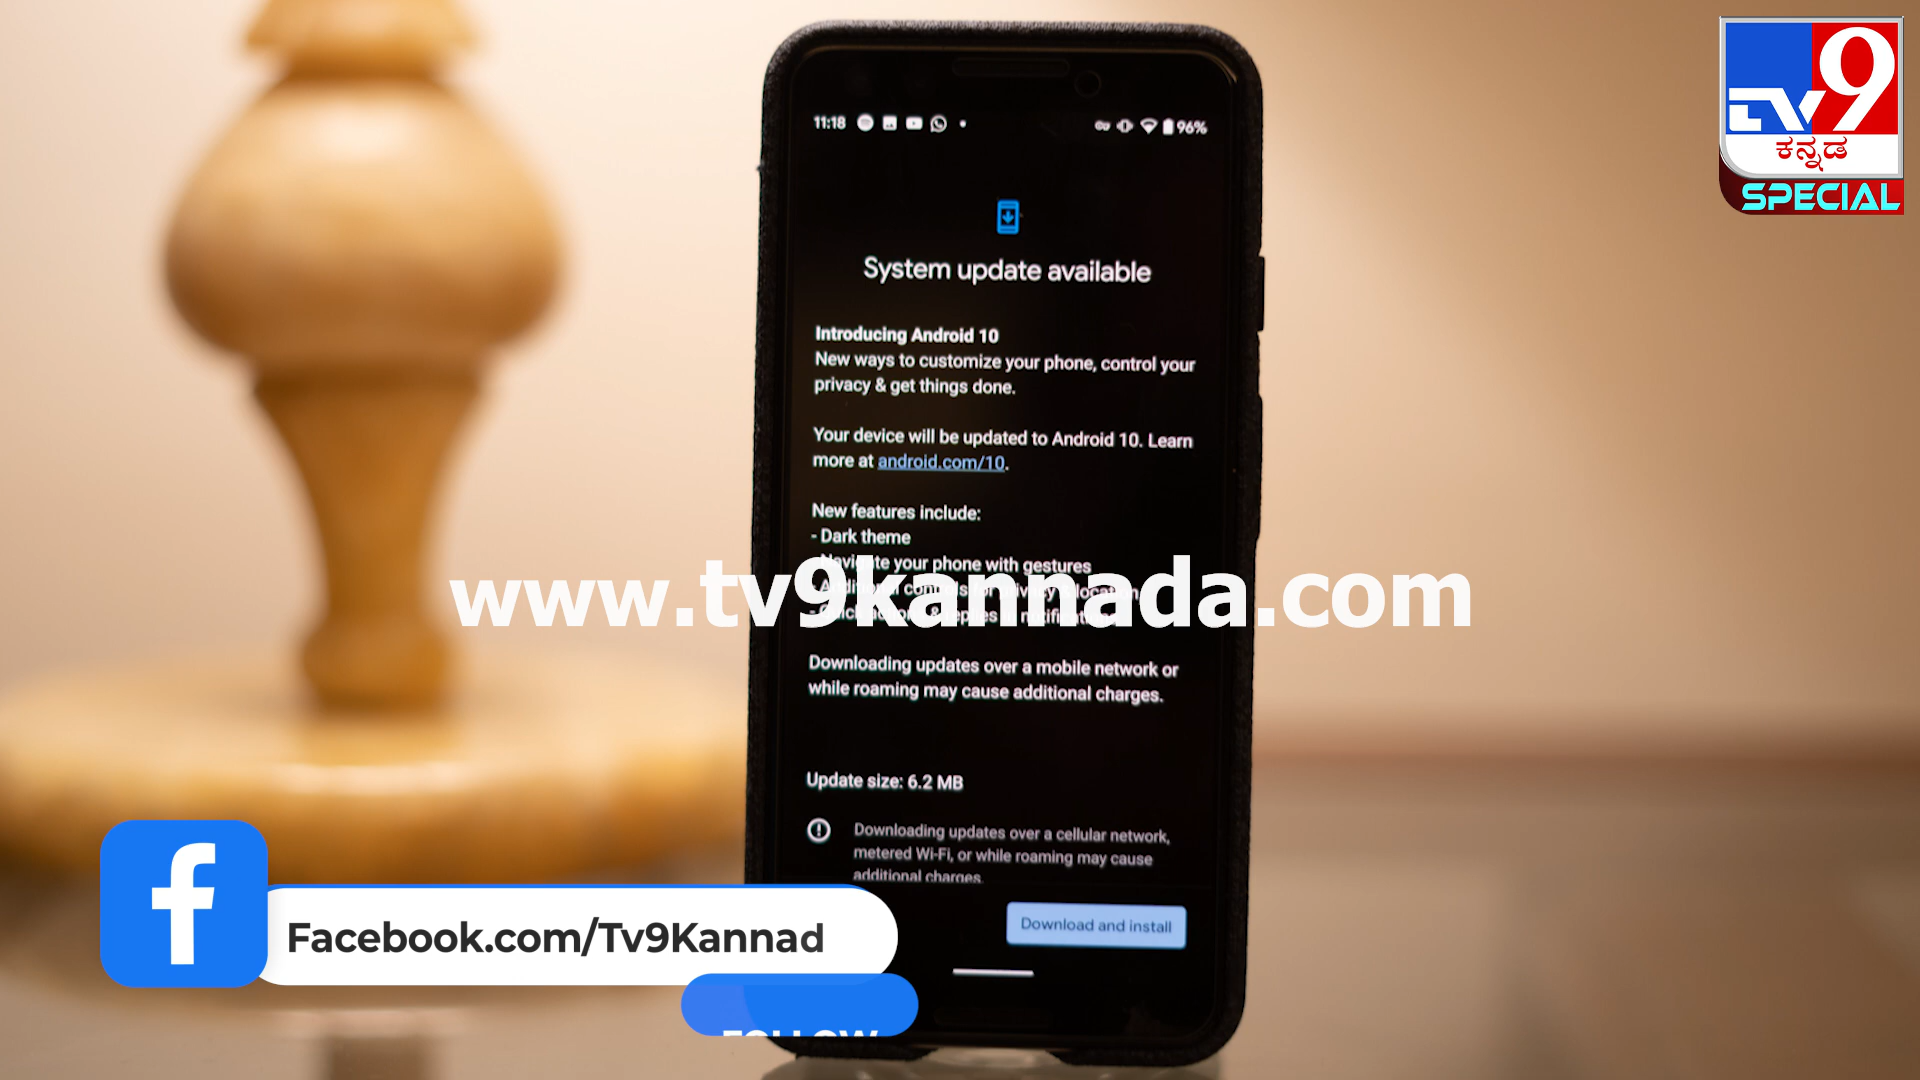 TV9
ಕನ್ನಡ
SPECIAL
11:18
96%
System update available
Introducing Android 10
New ways to customize your phone, control your
privacy & get things done.
Your device will be updated to Android 10. Learn
more at android.com/10.
New features include:
- Dark theme
- Navigate your phone with gestures
www.tv9kannada.com
Downloading updates over a mobile network or
while roaming may cause additional charges.
Update size: 6.2 MB
Downloading updates over a cellular network,
metered Wi-Fi, or while roaming may cause
additional charges.
Download and install
Facebook.com/Tv9Kannad
FOLLOW